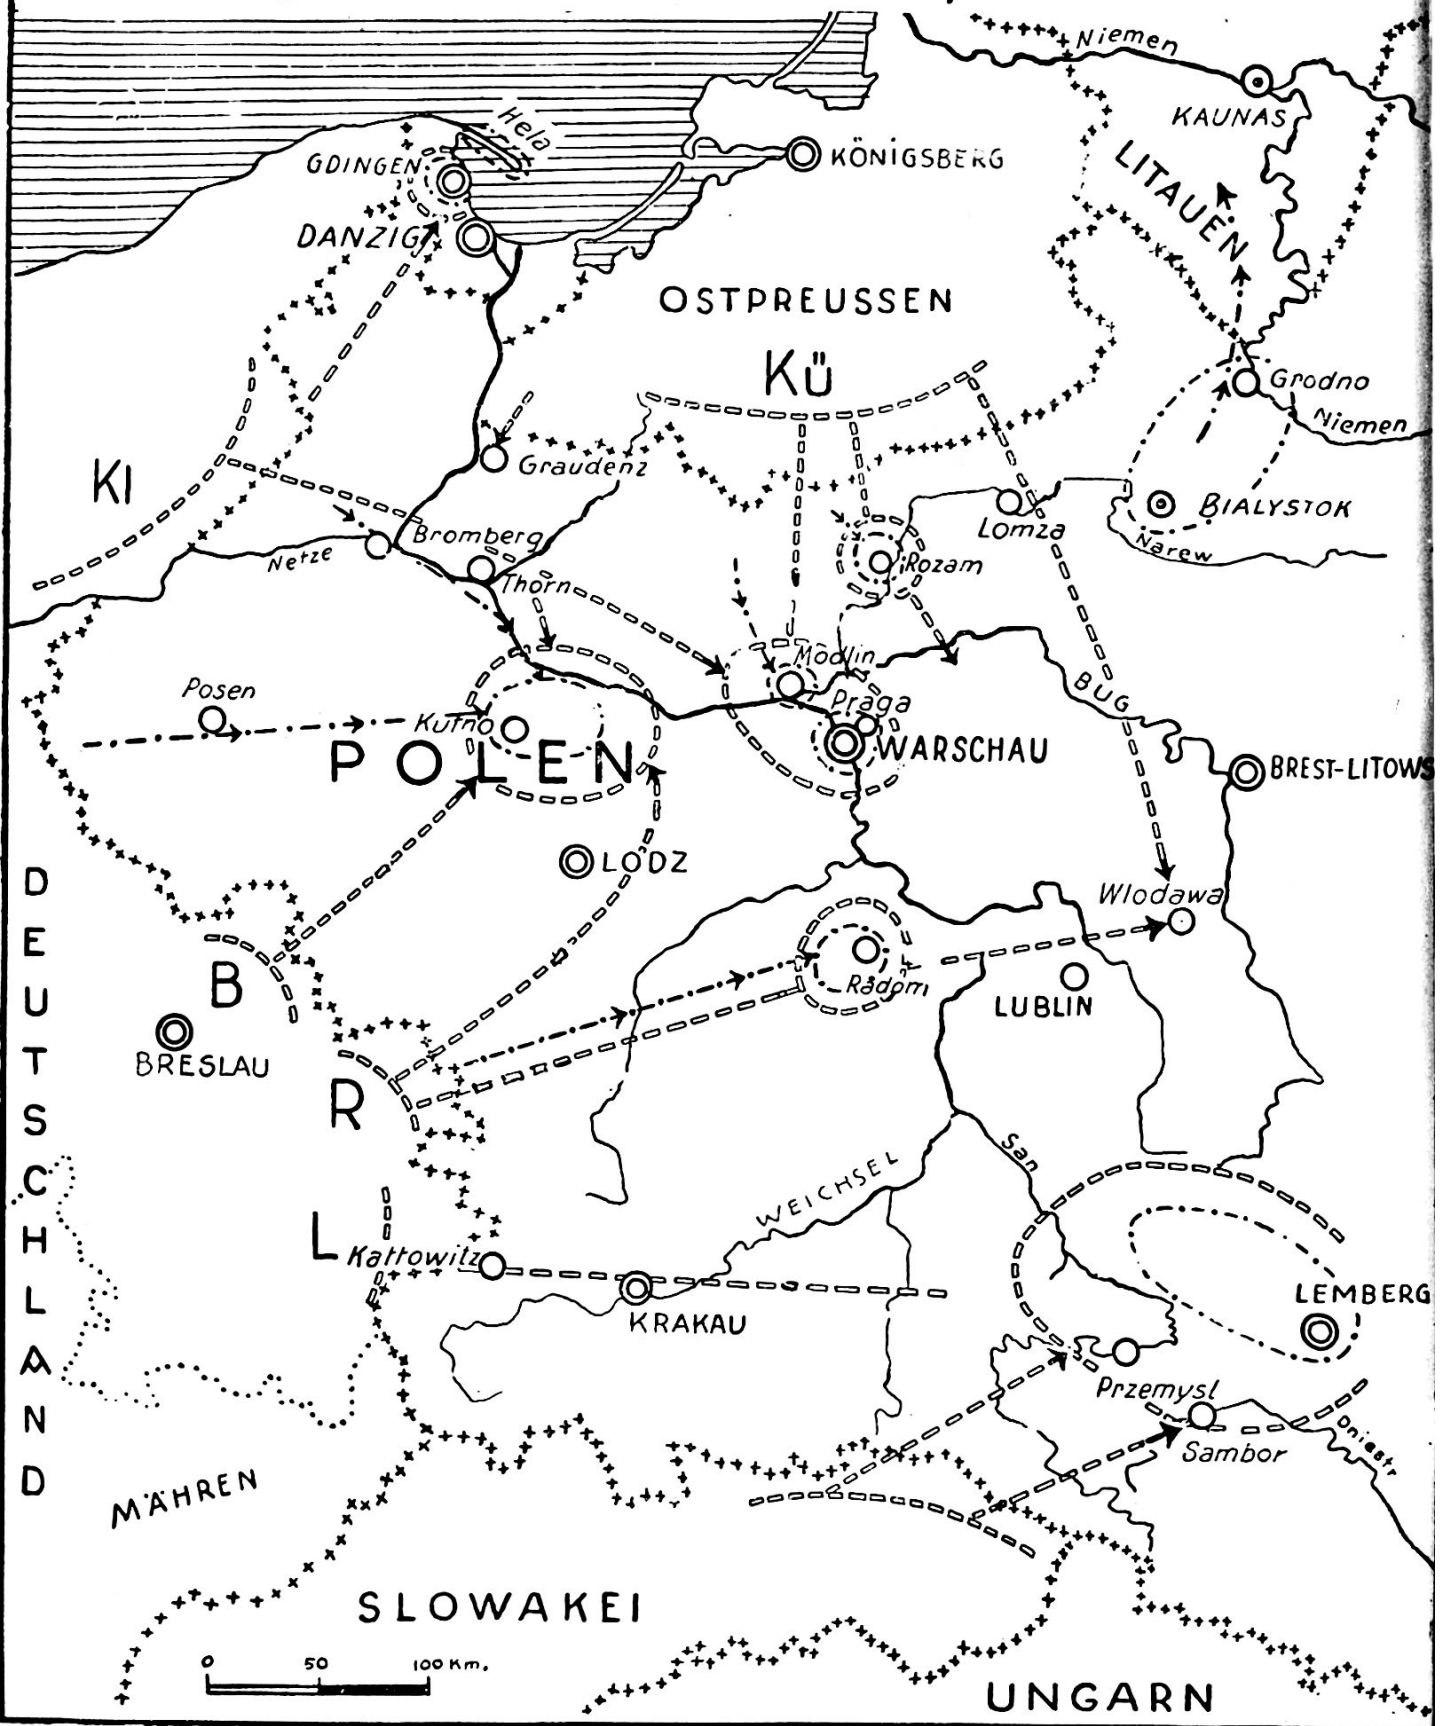 Niemen
KAUNAS
Hela
GDINGEN
KÖNIGSBERG
LITAUEN
DANZIG
OSTPREUSSEN
KÜ
Grodno
Niemen
Graudenz
KI
BIALYSTOK
Lomza
Bromberg
Narew
Netze
Rozam
Thorn
Modlin
BUG
Posen
Praga
Kutno
WARSCHAU
POLEN
BREST-LITOWS
LODZ
DEUTSCHLAND
Wlodawa
B
Radom
LUBLIN
BRESLAU
R
San
WEICHSEL
L
Kattowitz
LEMBERG
KRAKAU
Przemysl
Dniestr
Sambor
MÄHREN
SLOWAKEI
0 50 100 Km.
UNGARN